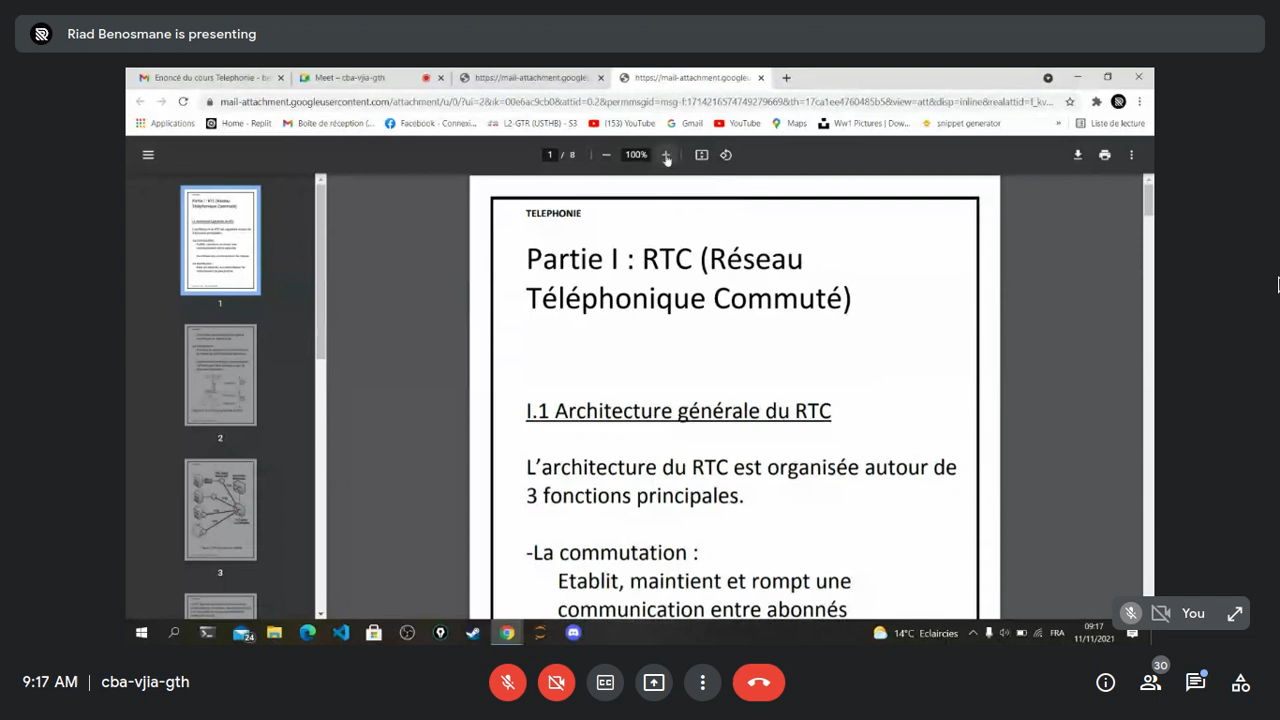 Riad Benosmane is presenting
Enoncé du cours Telephonie - be
Meet – cba-vjia-gth
https://mail-attachment.google
https://mail-attachment.google
Applications
Home - Replit
Boîte de réception (...
Facebook - Connexi...
L2-GTR (USTHB) - S3
(153) YouTube
Gmail
YouTube
Maps
Ww1 Pictures | Dow...
snippet generator
»
Liste de lecture
1 / 8
100%
1
2
3
TELEPHONIE
Partie I : RTC (Réseau
Téléphonique Commuté)
I.1 Architecture générale du RTC
L’architecture du RTC est organisée autour de
3 fonctions principales.
-La commutation :
Etablit, maintient et rompt une
communication entre abonnés
You
24
14°C Eclaircies
FRA
09:17
11/11/2021
9:17 AM | cba-vjia-gth
30